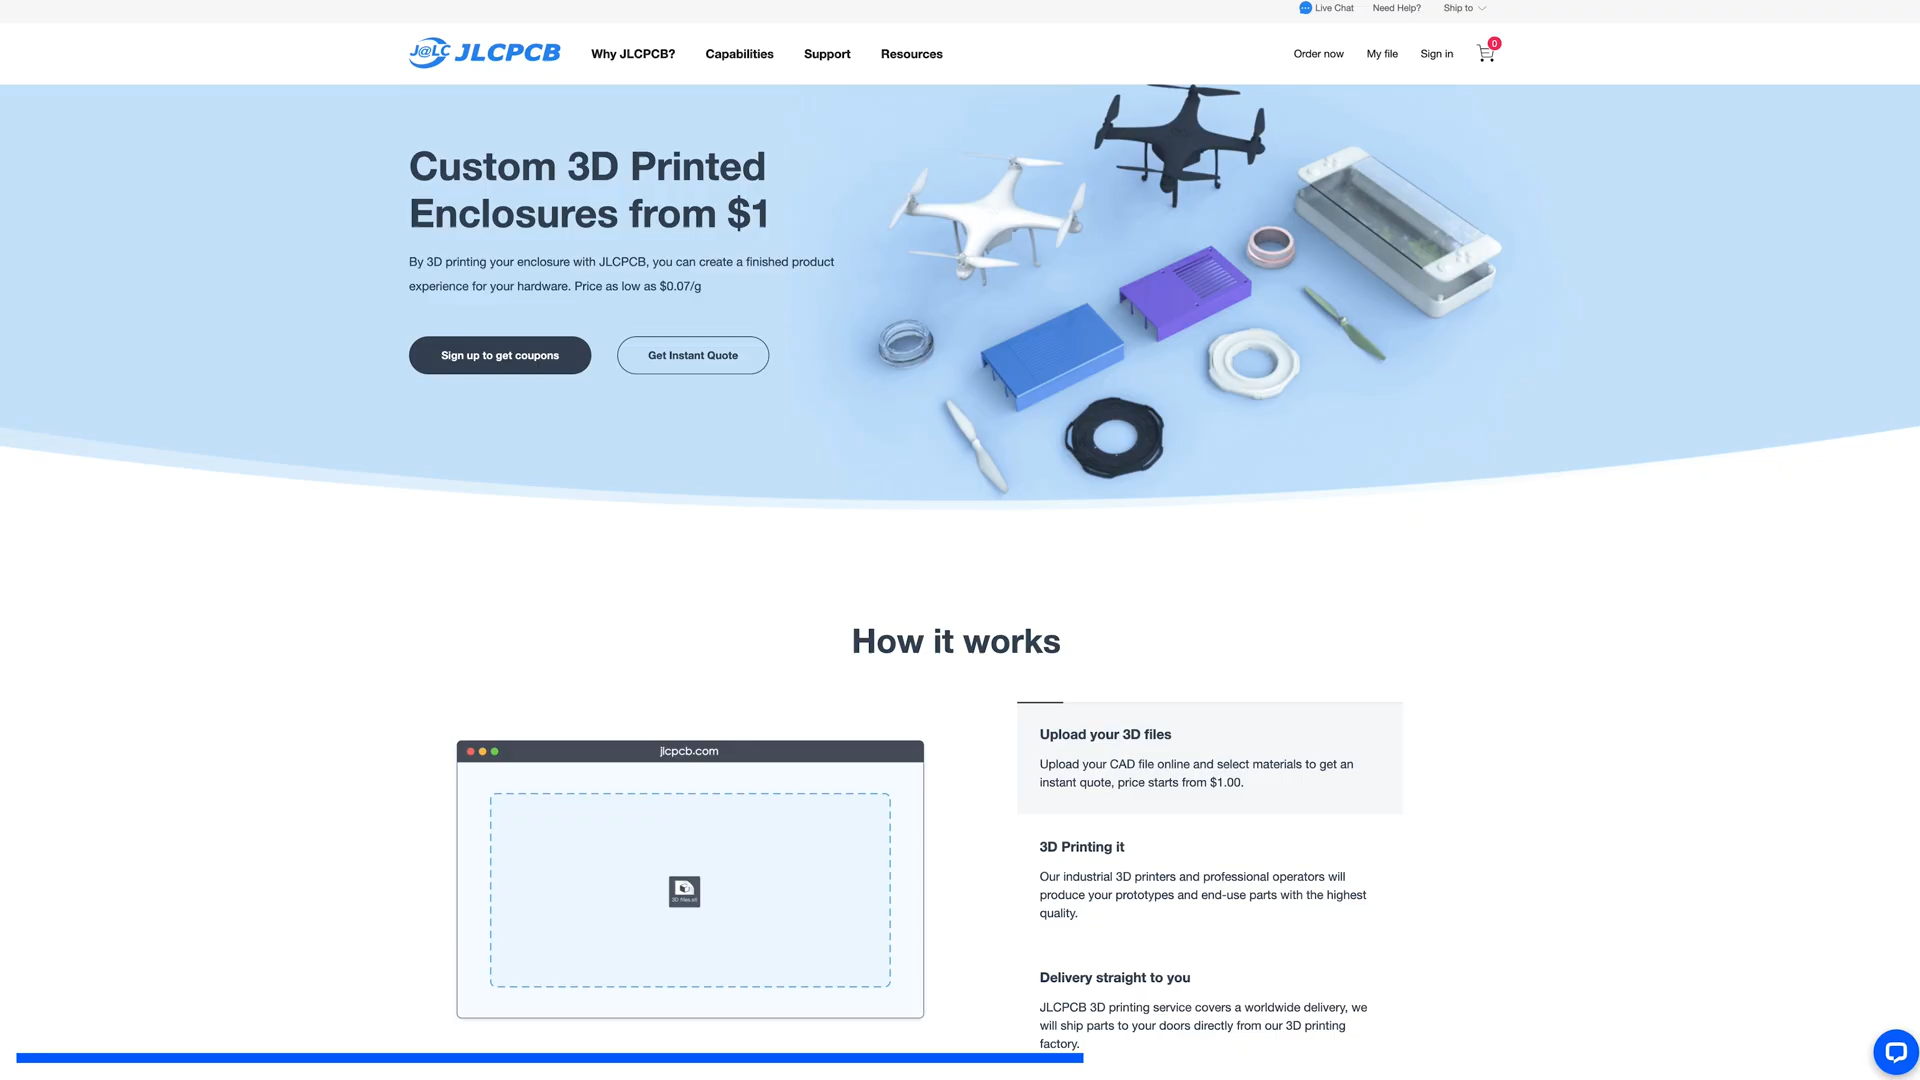 Live Chat Need Help? Ship to
J@LC JLCPCB Why JLCPCB? Capabilities Support Resources Order now My file Sign in 0
Custom 3D Printed
Enclosures from $1
By 3D printing your enclosure with JLCPCB, you can create a finished product
experience for your hardware. Price as low as $0.07/g
Sign up to get coupons Get Instant Quote
How it works
jlcpcb.com
3D Files.stl
Upload your 3D files
Upload your CAD file online and select materials to get an
instant quote, price starts from $1.00.
3D Printing it
Our industrial 3D printers and professional operators will
produce your prototypes and end-use parts with the highest
quality.
Delivery straight to you
JLCPCB 3D printing service covers a worldwide delivery, we
will ship parts to your doors directly from our 3D printing
factory.